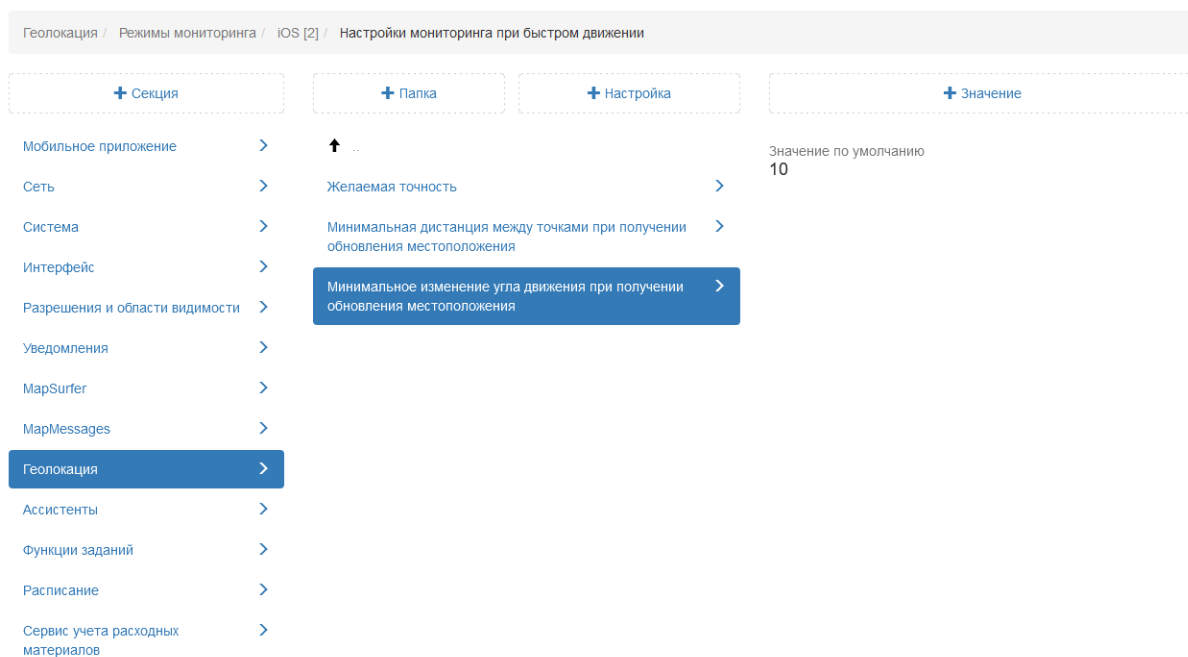 Геолокация / Режимы мониторинга / iOS [2] / Настройки мониторинга при быстром движении
+ Секция
+ Папка
+ Настройка
+ Значение
Мобильное приложение
Сеть
Система
Интерфейс
Разрешения и области видимости
Уведомления
MapSurfer
MapMessages
Геолокация
Ассистенты
Функции заданий
Расписание
Сервис учета расходных
материалов
..
Желаемая точность
Минимальная дистанция между точками при получении
обновления местоположения
Минимальное изменение угла движения при получении
обновления местоположения
Значение по умолчанию
10